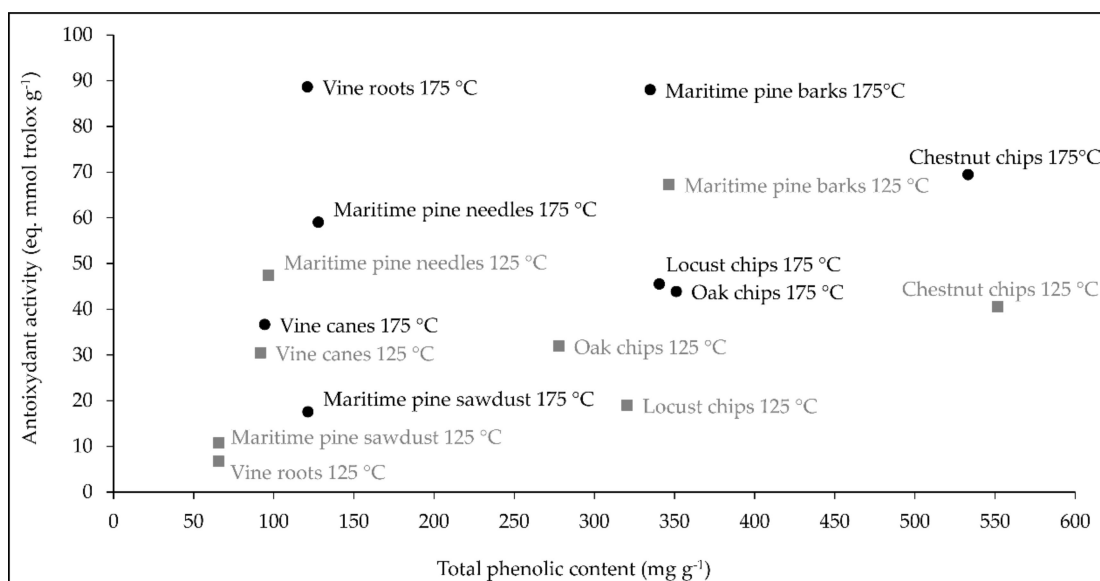 Antoixydant activity (eq. mmol trolox g-1)
100
90
80
70
60
50
40
30
20
10
0
Vine roots 175 °C
Maritime pine barks 175°C
Chestnut chips 175°C
Maritime pine barks 125 °C
Maritime pine needles 175 °C
Maritime pine needles 125 °C
Locust chips 175 °C
Oak chips 175 °C
Chestnut chips 125 °C
Vine canes 175 °C
Vine canes 125 °C
Oak chips 125 °C
Maritime pine sawdust 175 °C
Locust chips 125 °C
Maritime pine sawdust 125 °C
Vine roots 125 °C
0 50 100 150 200 250 300 350 400 450 500 550 600
Total phenolic content (mg g-1)